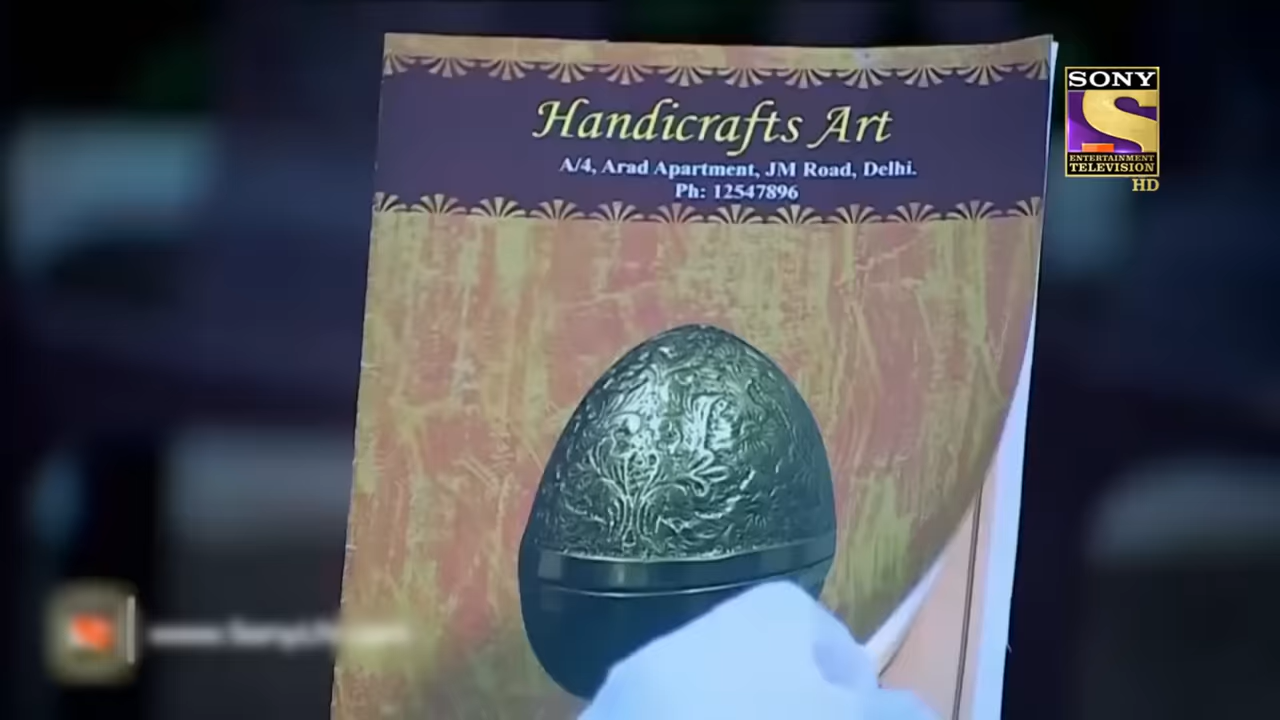 Handicrafts Art
A/4, Arad Apartment, JM Road, Delhi.
Ph: 12547896
SONY
ENTERTAINMENT
TELEVISION
HD